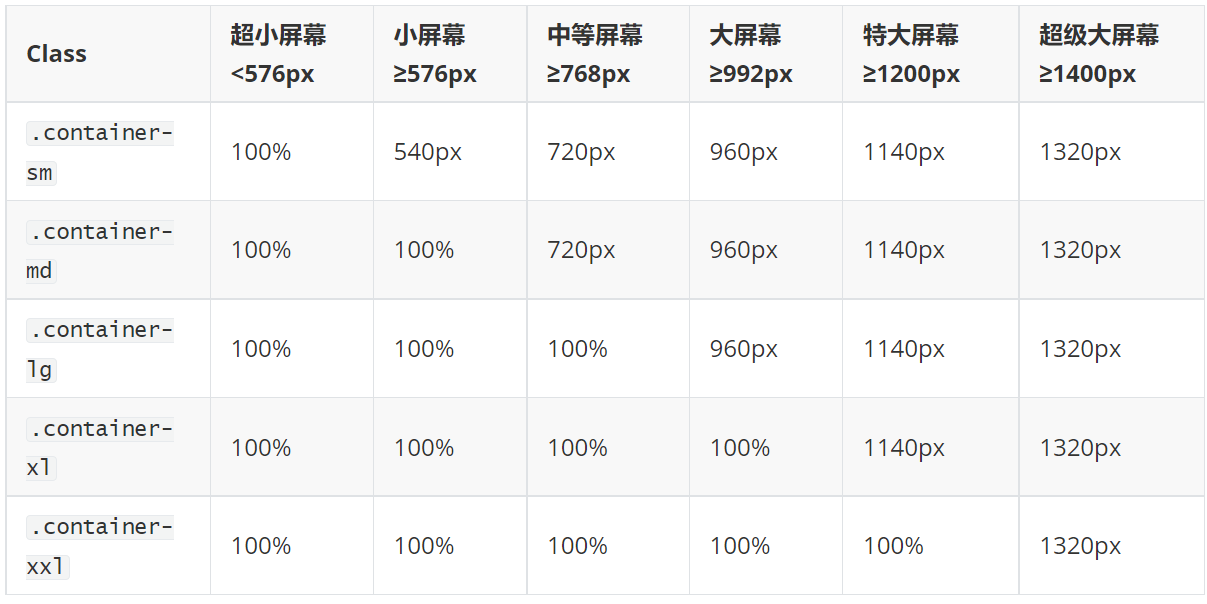 Class
超小屏幕
<576px
小屏幕
≥576px
中等屏幕
≥768px
大屏幕
≥992px
特大屏幕
≥1200px
超级大屏幕
≥1400px
.container-
sm
100%
540px
720px
960px
1140px
1320px
.container-
md
100%
100%
720px
960px
1140px
1320px
.container-
lg
100%
100%
100%
960px
1140px
1320px
.container-
xl
100%
100%
100%
100%
1140px
1320px
.container-
xxl
100%
100%
100%
100%
100%
1320px